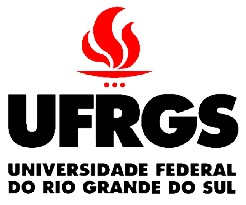 UFRGS
UNIVERSIDADE FEDERAL
DO RIO GRANDE DO SUL